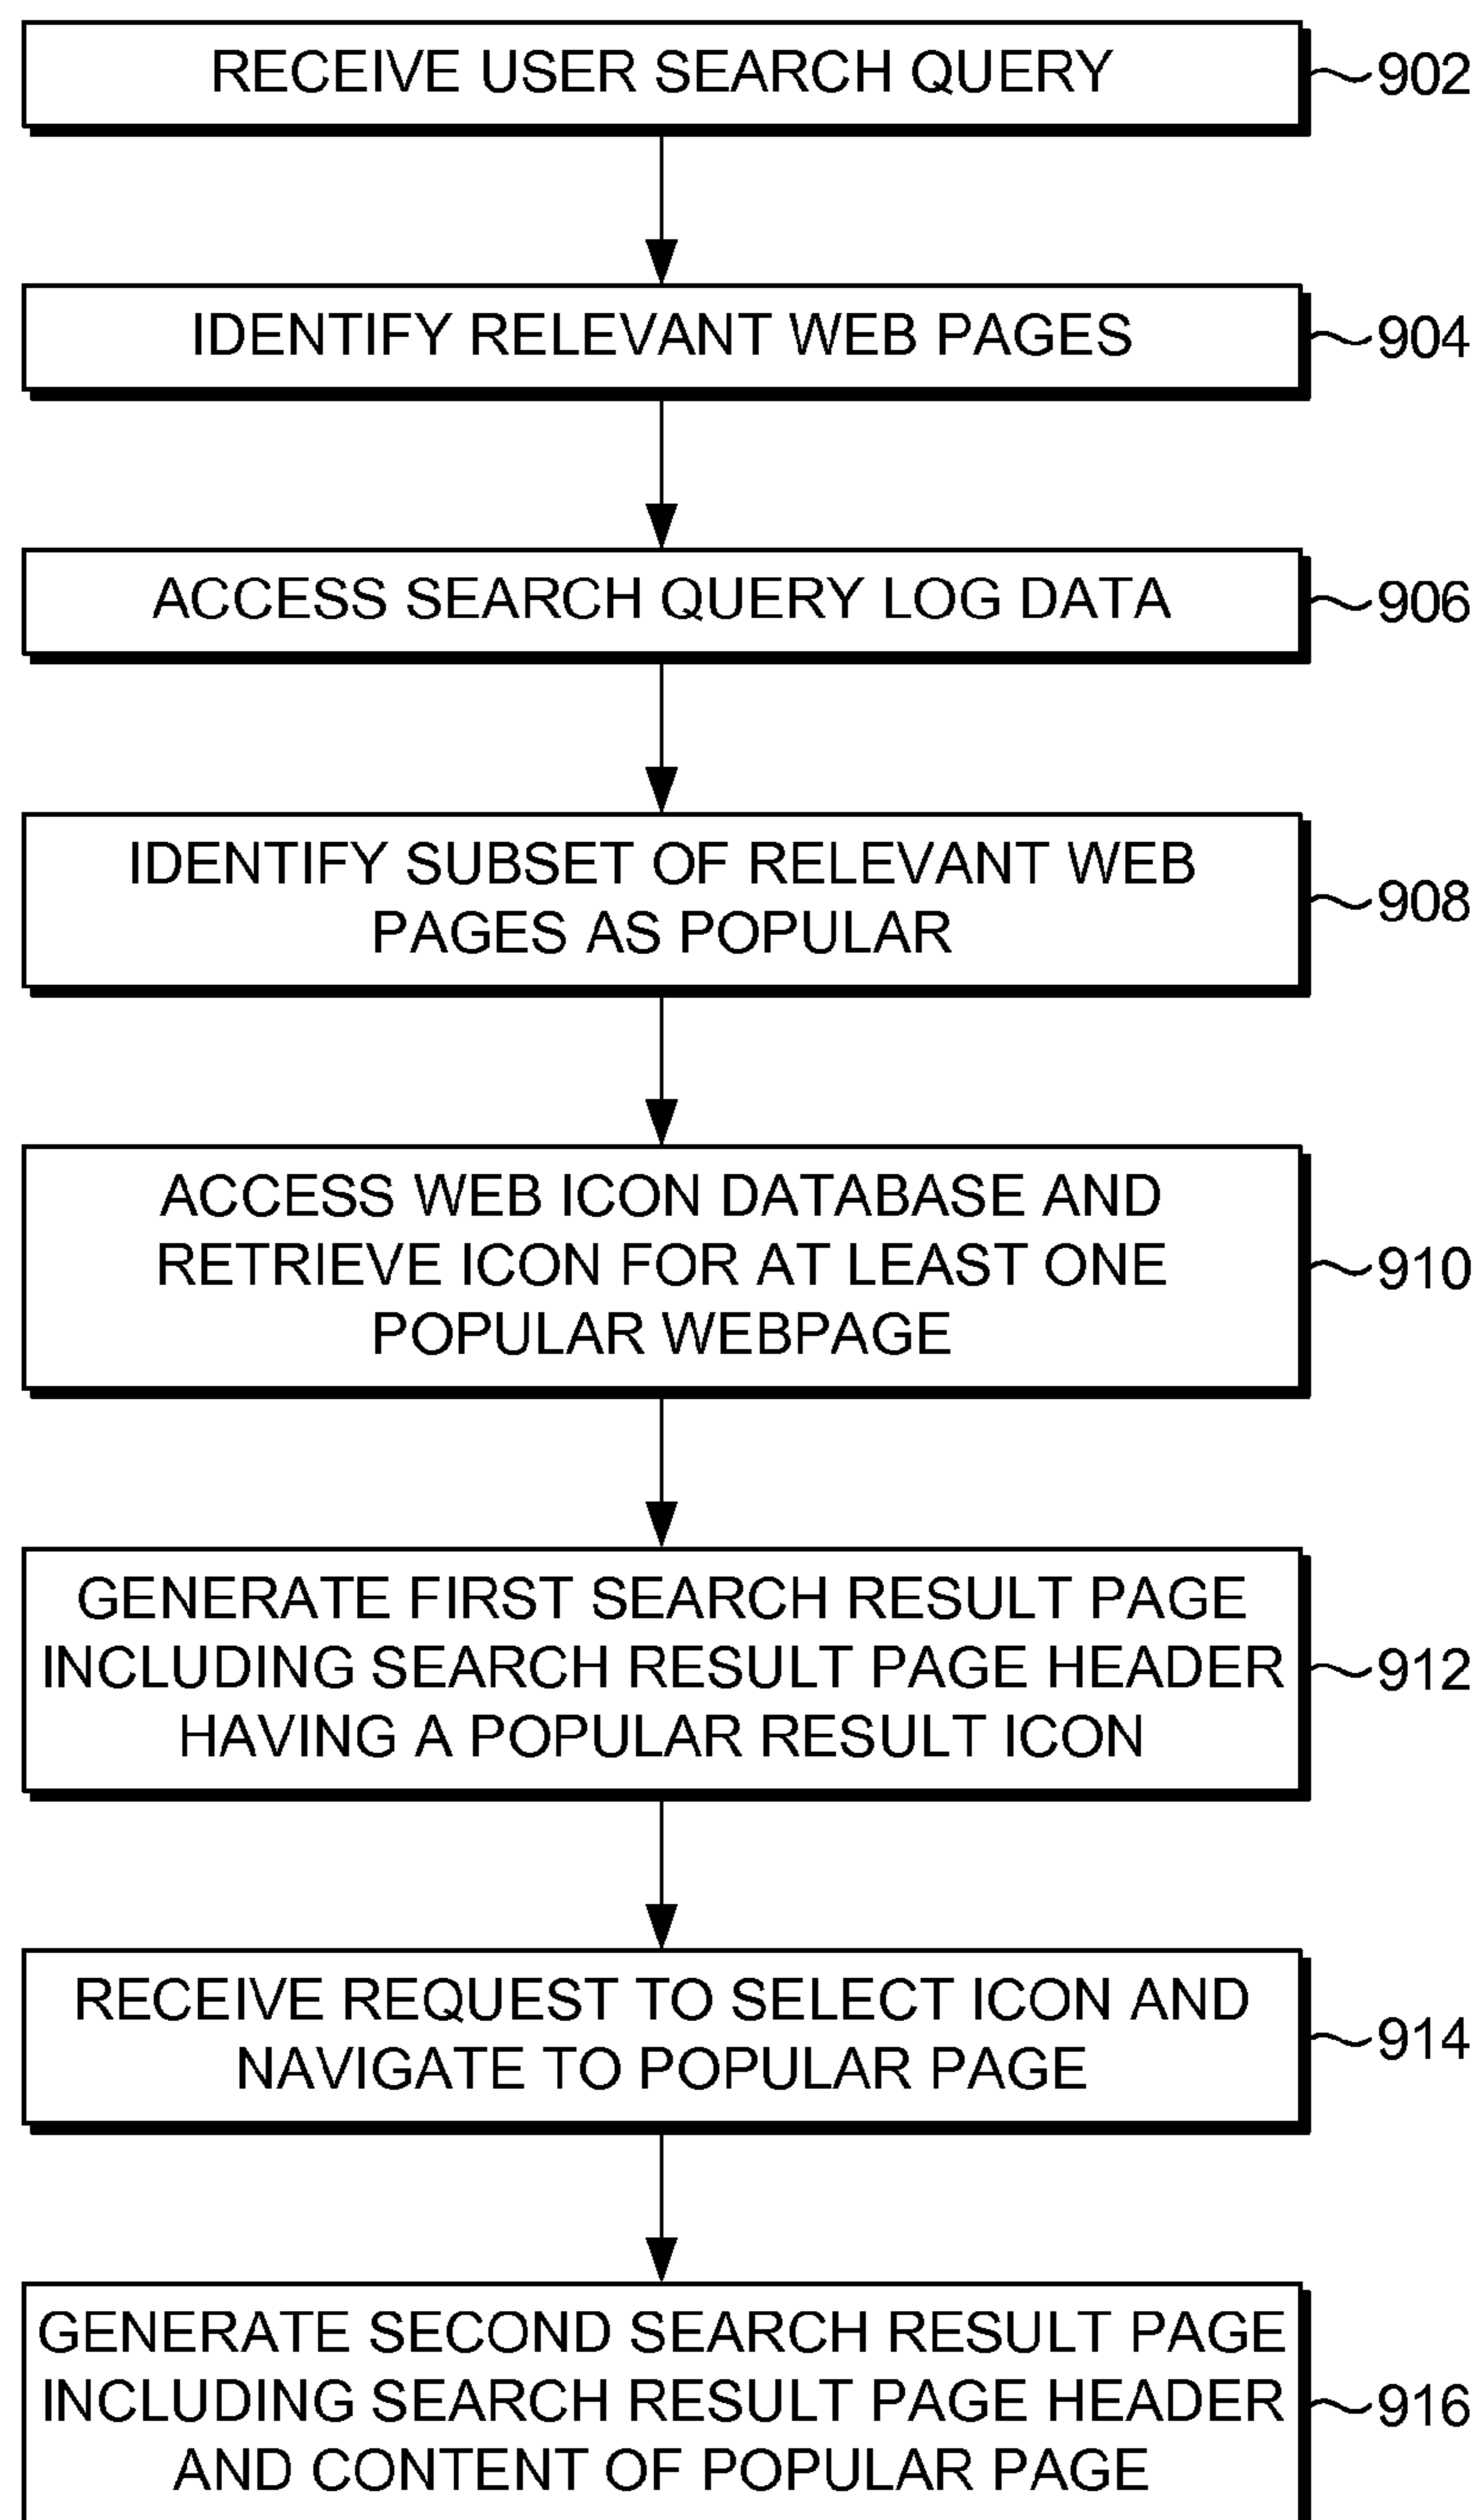 RECEIVE USER SEARCH QUERY
902
IDENTIFY RELEVANT WEB PAGES
904
ACCESS SEARCH QUERY LOG DATA
906
IDENTIFY SUBSET OF RELEVANT WEB
PAGES AS POPULAR
908
ACCESS WEB ICON DATABASE AND
RETRIEVE ICON FOR AT LEAST ONE
POPULAR WEBPAGE
910
GENERATE FIRST SEARCH RESULT PAGE
INCLUDING SEARCH RESULT PAGE HEADER
HAVING A POPULAR RESULT ICON
912
RECEIVE REQUEST TO SELECT ICON AND
NAVIGATE TO POPULAR PAGE
914
GENERATE SECOND SEARCH RESULT PAGE
INCLUDING SEARCH RESULT PAGE HEADER
AND CONTENT OF POPULAR PAGE
916